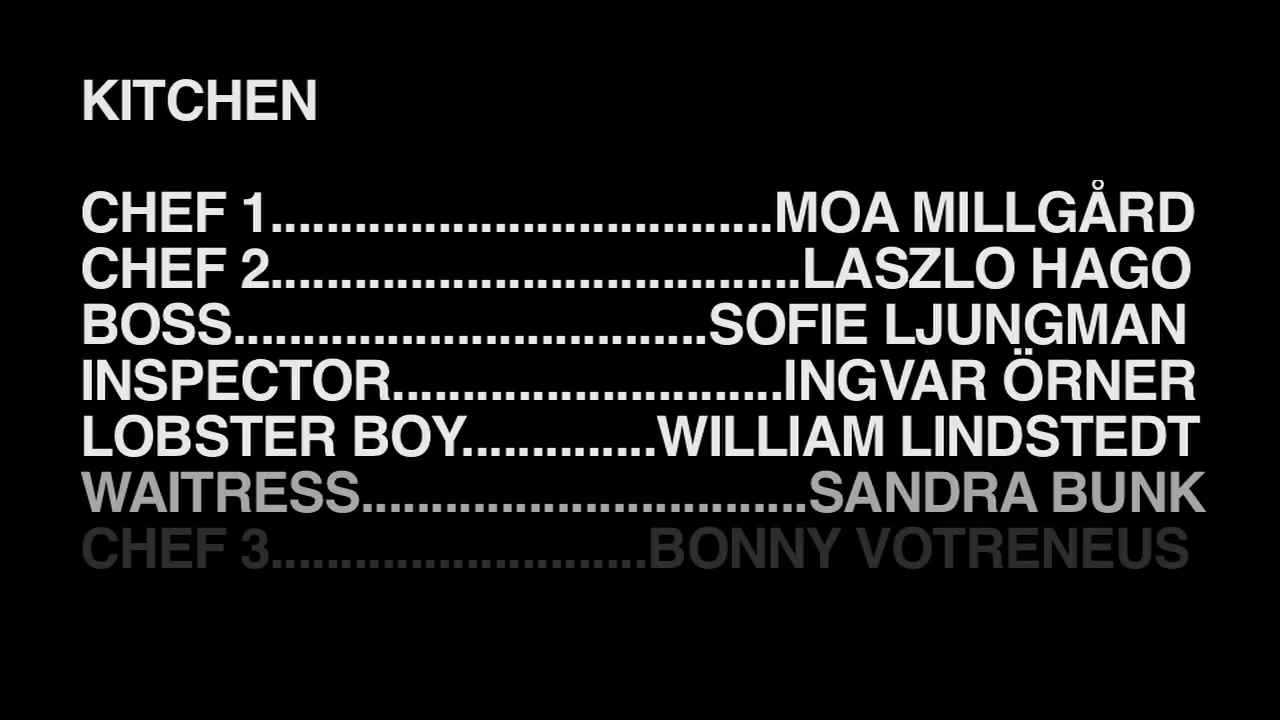 KITCHEN
CHEF 1....................................MOA MILLGÅRD
CHEF 2......................................LASZLO HAGO
BOSS..................................SOFIE LJUNGMAN
INSPECTOR............................INGVAR ÖRNER
LOBSTER BOY..............WILLIAM LINDSTEDT
WAITRESS................................SANDRA BUNK
CHEF 3...........................BONNY VOTRENEUS